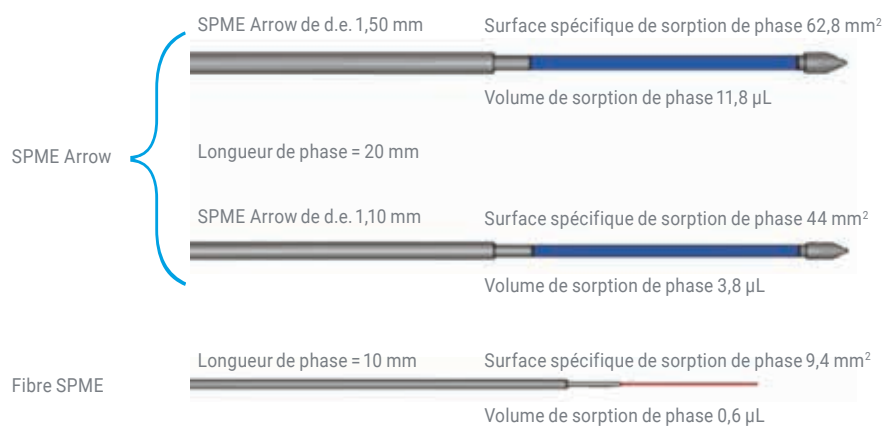 SPME Arrow de d.e. 1,50 mm
Surface spécifique de sorption de phase 62,8 mm²
Volume de sorption de phase 11,8 µL
SPME Arrow
Longueur de phase = 20 mm
SPME Arrow de d.e. 1,10 mm
Surface spécifique de sorption de phase 44 mm²
Volume de sorption de phase 3,8 µL
Longueur de phase = 10 mm
Surface spécifique de sorption de phase 9,4 mm²
Fibre SPME
Volume de sorption de phase 0,6 µL